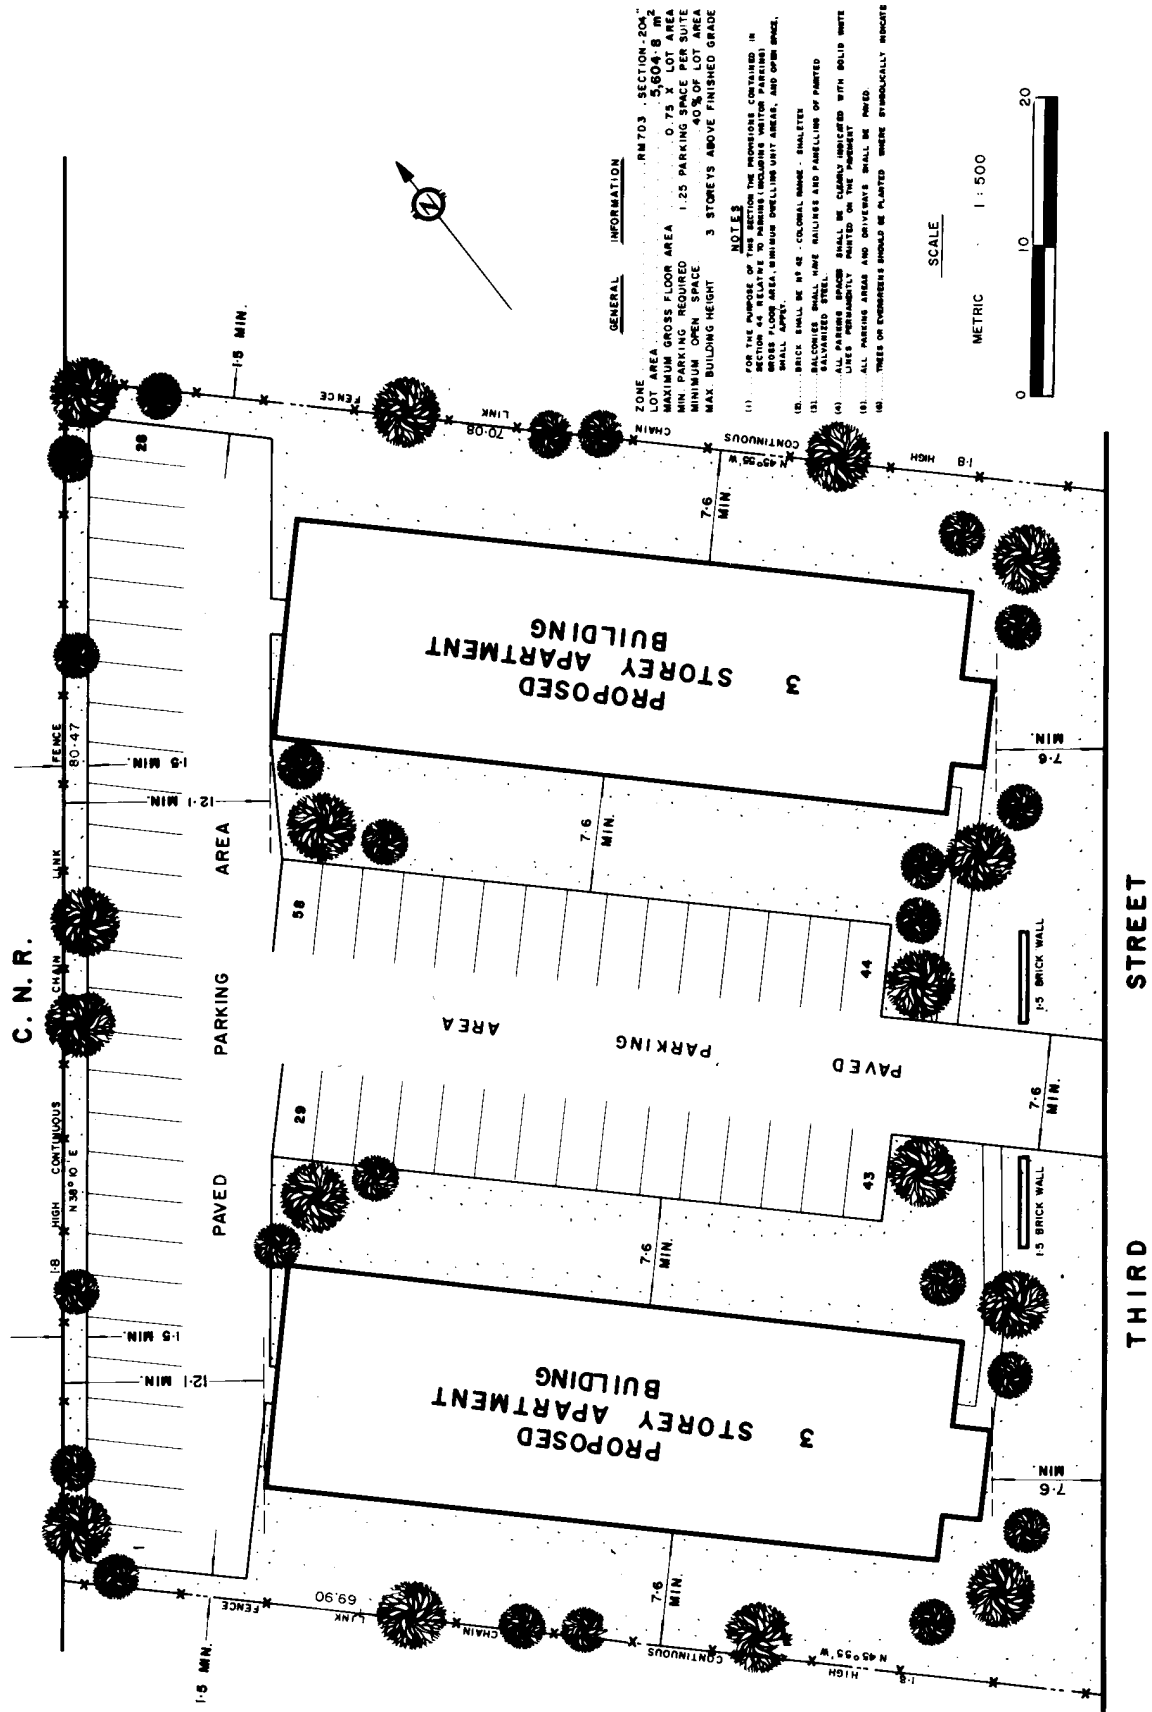 C. N. R.
1·8 HIGH CONTINUOUS CHAIN LINK FENCE
N 38° 10' E
80·47
1·5 MIN.
12·1 MIN.
1·5 MIN.
12·1 MIN.
1·5 MIN.
1·5 MIN.
28
1
PAVED PARKING AREA
58
44
29
43
PAVED PARKING AREA
PROPOSED
3 STOREY APARTMENT
BUILDING
PROPOSED
3 STOREY APARTMENT
BUILDING
7·6
MIN.
7·6
MIN.
7·6
MIN.
7·6
MIN.
7·6
MIN.
7·6
MIN.
7·6
MIN.
1·8 HIGH CONTINUOUS CHAIN LINK FENCE
N 45° 55' W
70·08
1·8 HIGH CONTINUOUS CHAIN LINK FENCE
N 45° 55' W
69.90
1·5 BRICK WALL
1·5 BRICK WALL
THIRD STREET
N
GENERAL INFORMATION
ZONE RM703 . SECTION-204"
LOT AREA 5,604·8 m²
MAXIMUM GROSS FLOOR AREA 0.75 X LOT AREA
MIN. PARKING REQUIRED 1.25 PARKING SPACE PER SUITE
MINIMUM OPEN SPACE 40% OF LOT AREA
MAX. BUILDING HEIGHT 3 STOREYS ABOVE FINISHED GRADE
NOTES
(1) FOR THE PURPOSE OF THIS SECTION THE PROVISIONS CONTAINED IN
SECTION 44 RELATIVE TO PARKING (INCLUDING VISITOR PARKING)
GROSS FLOOR AREA, MINIMUM DWELLING UNIT AREAS, AND OPEN SPACE,
SHALL APPLY.
(2) BRICK SHALL BE Nº 42 - COLONIAL RANGE - SHALETEX
(3) BALCONIES SHALL HAVE RAILINGS AND PANELLING OF PAINTED
GALVANIZED STEEL.
(4) ALL PARKING SPACES SHALL BE CLEARLY INDICATED WITH SOLID WHITE
LINES PERMANENTLY PAINTED ON THE PAVEMENT
(5) ALL PARKING AREAS AND DRIVEWAYS SHALL BE PAVED.
(6) TREES OR EVERGREENS SHOULD BE PLANTED WHERE SYMBOLICALLY INDICATE
SCALE
METRIC 1 : 500
0 10 20